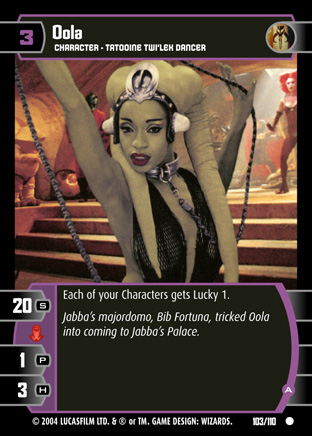 3 Oola
CHARACTER - TATOOINE TWI'LEK DANCER
20 S
Each of your Characters gets Lucky 1.
Jabba's majordomo, Bib Fortuna, tricked Oola
into coming to Jabba's Palace.
1 P
3 H
A
© 2004 LUCASFILM LTD. & ® or TM. GAME DESIGN: WIZARDS. 103/110